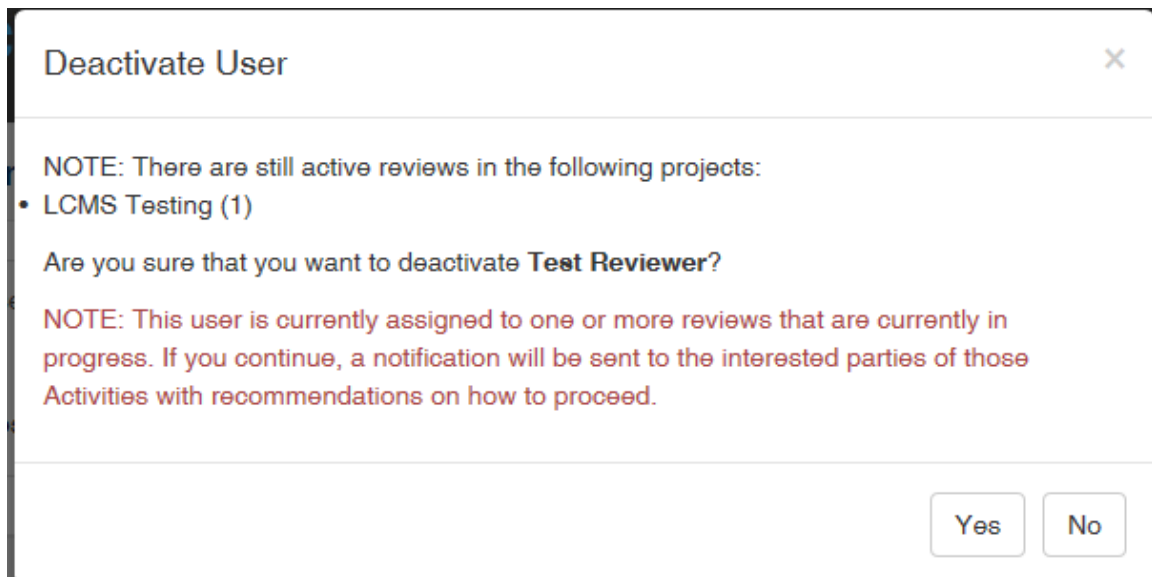 Deactivate User
×
NOTE: There are still active reviews in the following projects:
• LCMS Testing (1)
Are you sure that you want to deactivate Test Reviewer?
NOTE: This user is currently assigned to one or more reviews that are currently in
progress. If you continue, a notification will be sent to the interested parties of those
Activities with recommendations on how to proceed.
Yes No